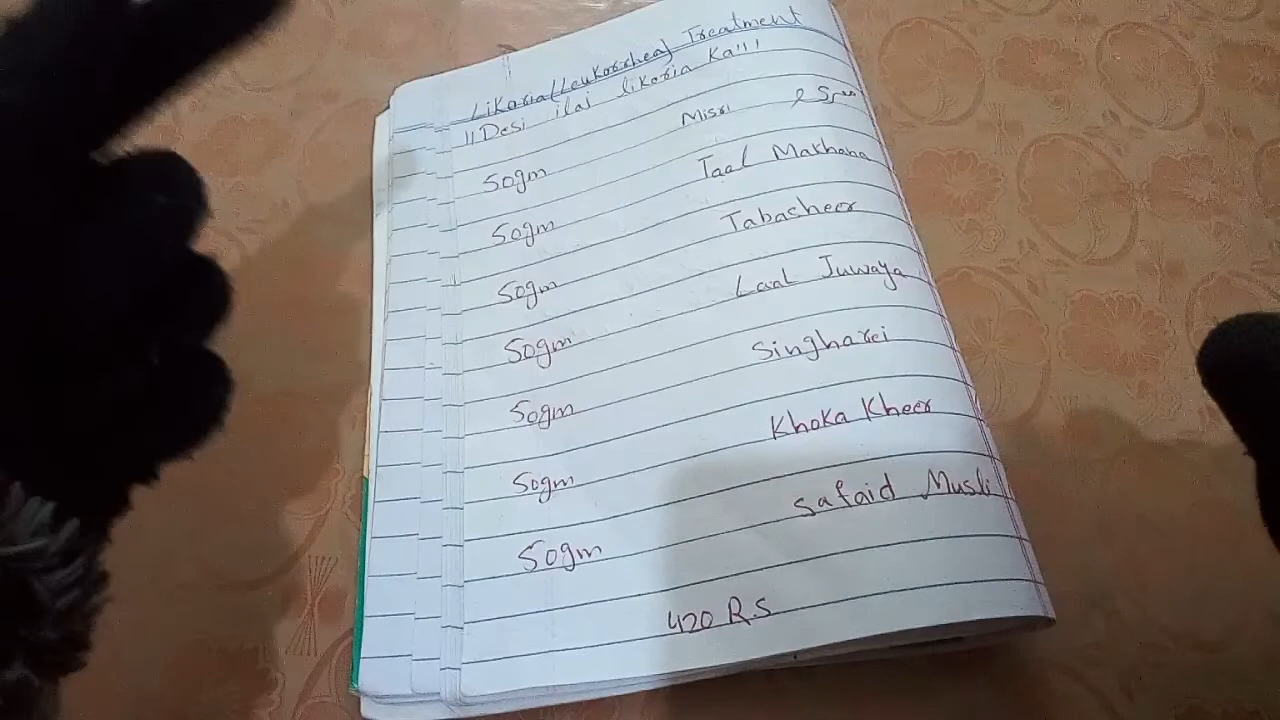 Likoria(Leukorrhea) Treatment
"Desi ilaj likoria Ka!!!
50gm Misri
50gm Taal Makhana
50gm Tabasheer
50gm Laal Juwaya
50gm Singharei
50gm Khoka Kheer
50gm Safaid Musli
420 R.S